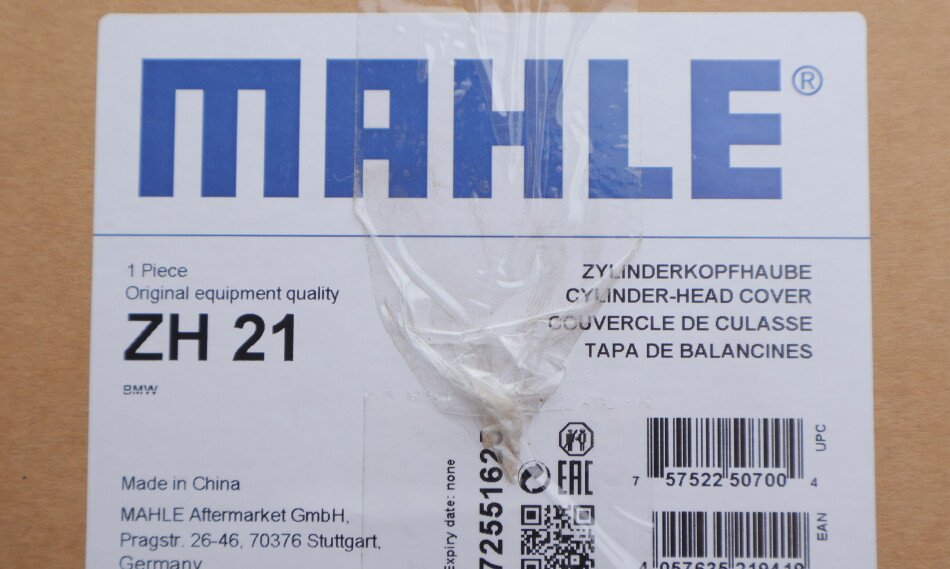 MAHLE®
1 Piece
Original equipment quality
ZH 21
BMW
ZYLINDERKOPFHAUBE
CYLINDER-HEAD COVER
COUVERCLE DE CULASSE
TAPA DE BALANCINES
Made in China
MAHLE Aftermarket GmbH,
Pragstr. 26-46, 70376 Stuttgart,
Germany
Expiry date: none
EAC
7 57522 50700 4
UPC
EAN